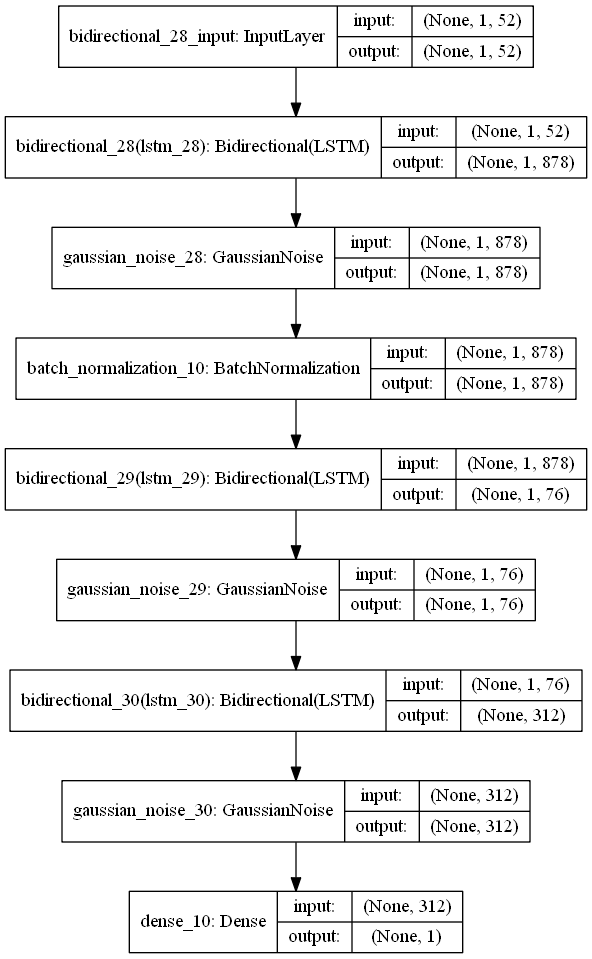 bidirectional_28_input: InputLayer
input: (None, 1, 52)
output: (None, 1, 52)
bidirectional_28(lstm_28): Bidirectional(LSTM)
input: (None, 1, 52)
output: (None, 1, 878)
gaussian_noise_28: GaussianNoise
input: (None, 1, 878)
output: (None, 1, 878)
batch_normalization_10: BatchNormalization
input: (None, 1, 878)
output: (None, 1, 878)
bidirectional_29(lstm_29): Bidirectional(LSTM)
input: (None, 1, 878)
output: (None, 1, 76)
gaussian_noise_29: GaussianNoise
input: (None, 1, 76)
output: (None, 1, 76)
bidirectional_30(lstm_30): Bidirectional(LSTM)
input: (None, 1, 76)
output: (None, 312)
gaussian_noise_30: GaussianNoise
input: (None, 312)
output: (None, 312)
dense_10: Dense
input: (None, 312)
output: (None, 1)